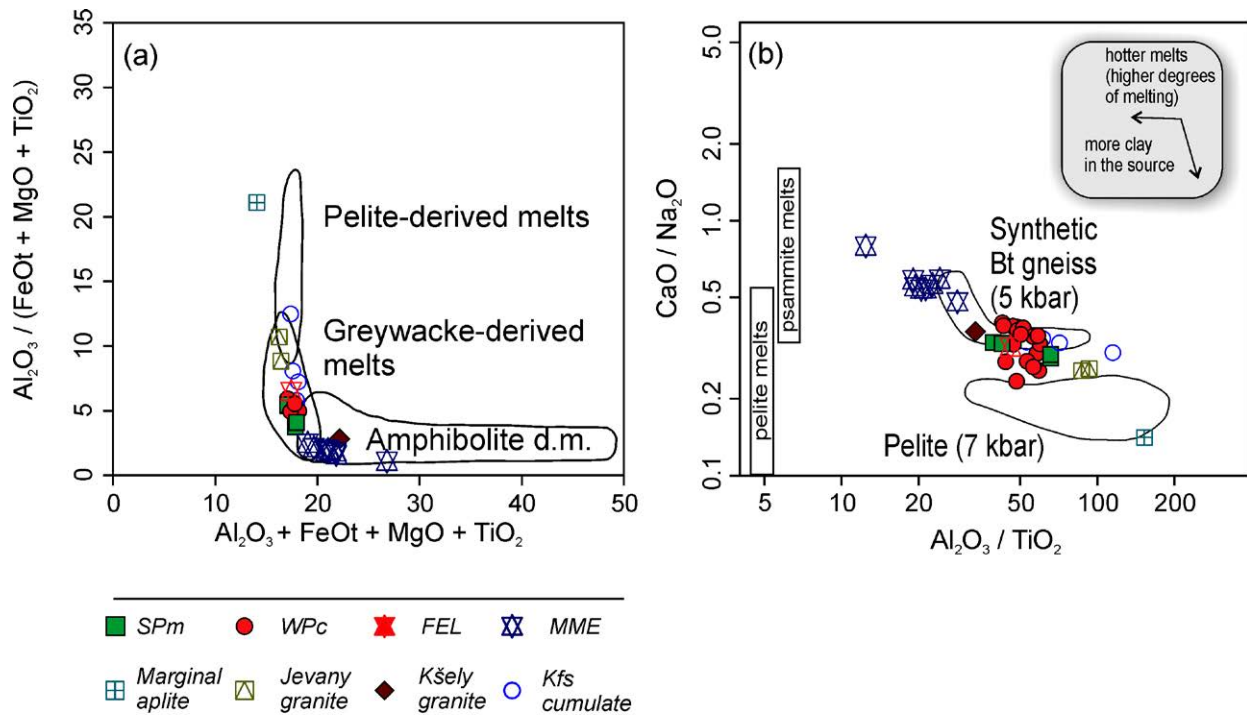 (a)
35
30
25
20
15
10
5
0
Al₂O₃ / (FeOt + MgO + TiO₂)
Pelite-derived melts
Greywacke-derived
melts
Amphibolite d.m.
0 10 20 30 40 50
Al₂O₃ + FeOt + MgO + TiO₂
(b)
5.0
2.0
1.0
0.5
0.2
0.1
CaO / Na₂O
hotter melts
(higher degrees
of melting)
more clay
in the source
psammite melts
pelite melts
Synthetic
Bt gneiss
(5 kbar)
Pelite (7 kbar)
5 10 20 50 100 200
Al₂O₃ / TiO₂
SPm WPc FEL MME
Marginal
aplite
Jevany
granite
Kšely
granite
Kfs
cumulate